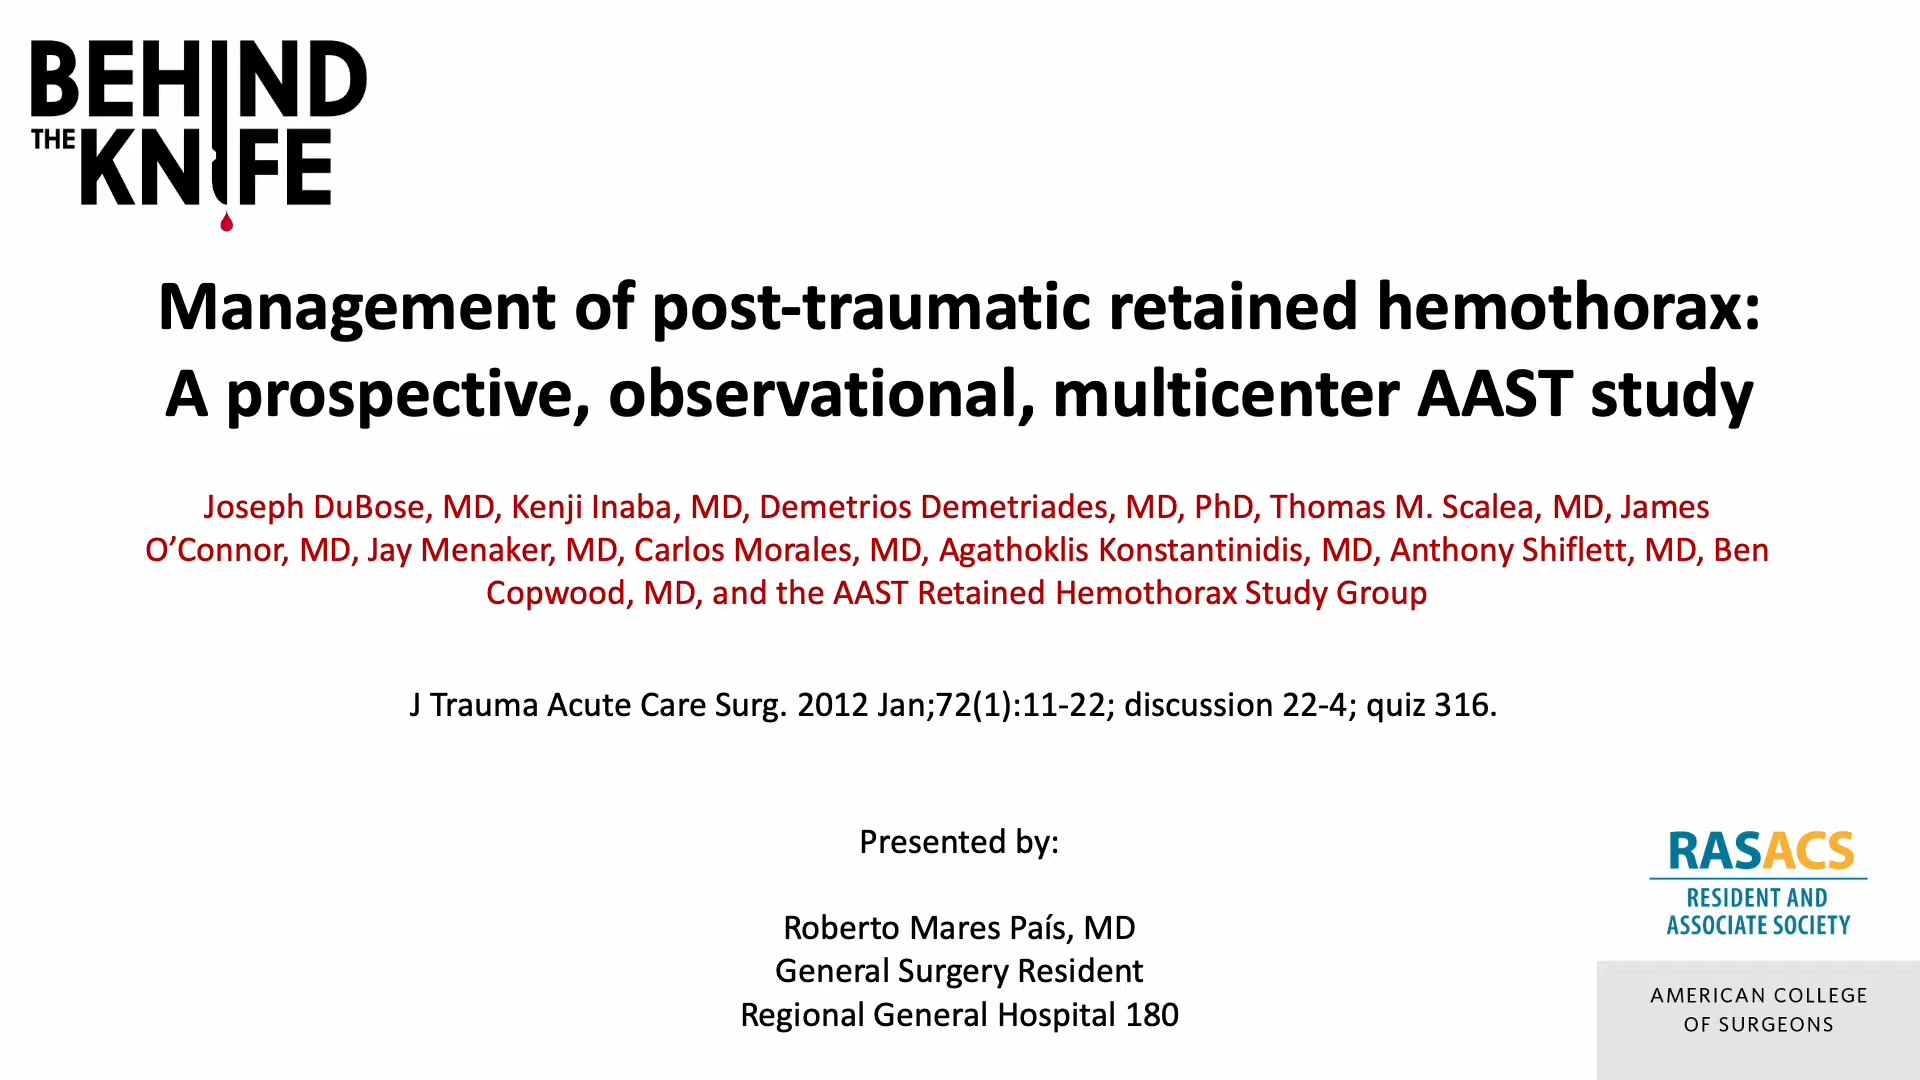 BEHIND
THE KNIFE
Management of post-traumatic retained hemothorax:
A prospective, observational, multicenter AAST study
Joseph DuBose, MD, Kenji Inaba, MD, Demetrios Demetriades, MD, PhD, Thomas M. Scalea, MD, James
O’Connor, MD, Jay Menaker, MD, Carlos Morales, MD, Agathoklis Konstantinidis, MD, Anthony Shiflett, MD, Ben
Copwood, MD, and the AAST Retained Hemothorax Study Group
J Trauma Acute Care Surg. 2012 Jan;72(1):11-22; discussion 22-4; quiz 316.
Presented by:
Roberto Mares País, MD
General Surgery Resident
Regional General Hospital 180
RASACS
RESIDENT AND
ASSOCIATE SOCIETY
AMERICAN COLLEGE
OF SURGEONS